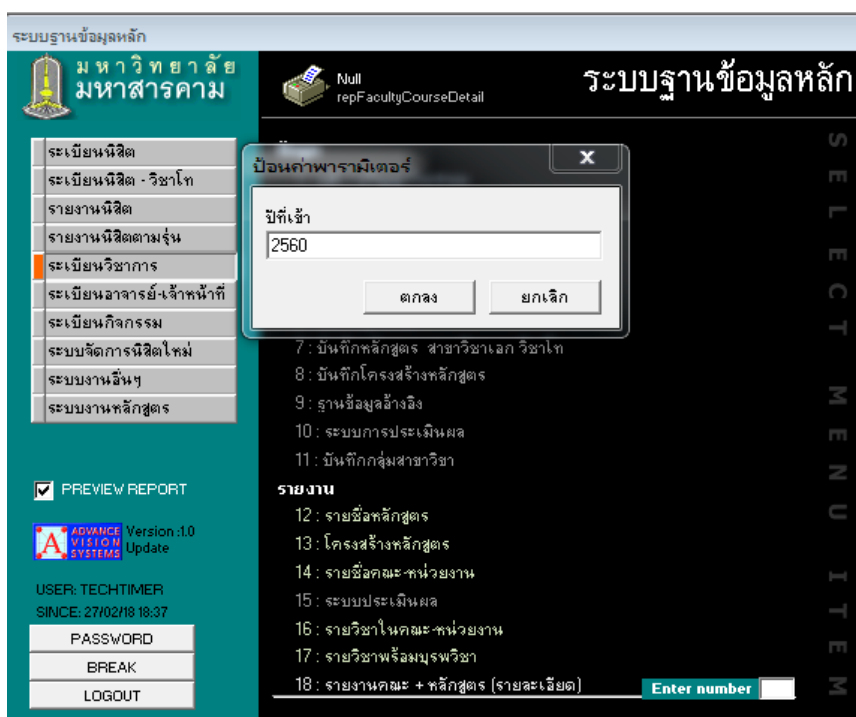 ระบบฐานข้อมูลหลัก
มหาวิทยาลัย
มหาสารคาม
Null
repFacultyCourseDetail
ระบบฐานข้อมูลหลัก
ระเบียนนิสิต
ระเบียนนิสิต - วิชาโท
รายงานนิสิต
รายงานนิสิตตามรุ่น
ระเบียนวิชาการ
ระเบียนอาจารย์-เจ้าหน้าที่
ระเบียนกิจกรรม
ระบบจัดการนิสิตใหม่
ระบบงานอื่นๆ
ระบบงานหลักสูตร
ป้อนค่าพารามิเตอร์
x
ปีที่เข้า
2560
ตกลง
ยกเลิก
7 : บันทึกหลักสูตร สาขาวิชาเอก วิชาโท
8 : บันทึกโครงสร้างหลักสูตร
9 : ฐานข้อมูลอ้างอิง
10 : ระบบการประเมินผล
11 : บันทึกกลุ่มสาขาวิชา
รายงาน
12 : รายชื่อหลักสูตร
13 : โครงสร้างหลักสูตร
14 : รายชื่อคณะ-หน่วยงาน
15 : ระบบประเมินผล
16 : รายวิชาในคณะ-หน่วยงาน
17 : รายวิชาพร้อมบุรพวิชา
18 : รายงานคณะ + หลักสูตร (รายละเอียด)
Enter number
PREVIEW REPORT
A ADVANCE VISION SYSTEMS
Version :1.0
Update
USER: TECHTIMER
SINCE: 27/02/18 18:37
PASSWORD
BREAK
LOGOUT
SELECT MENU ITEM